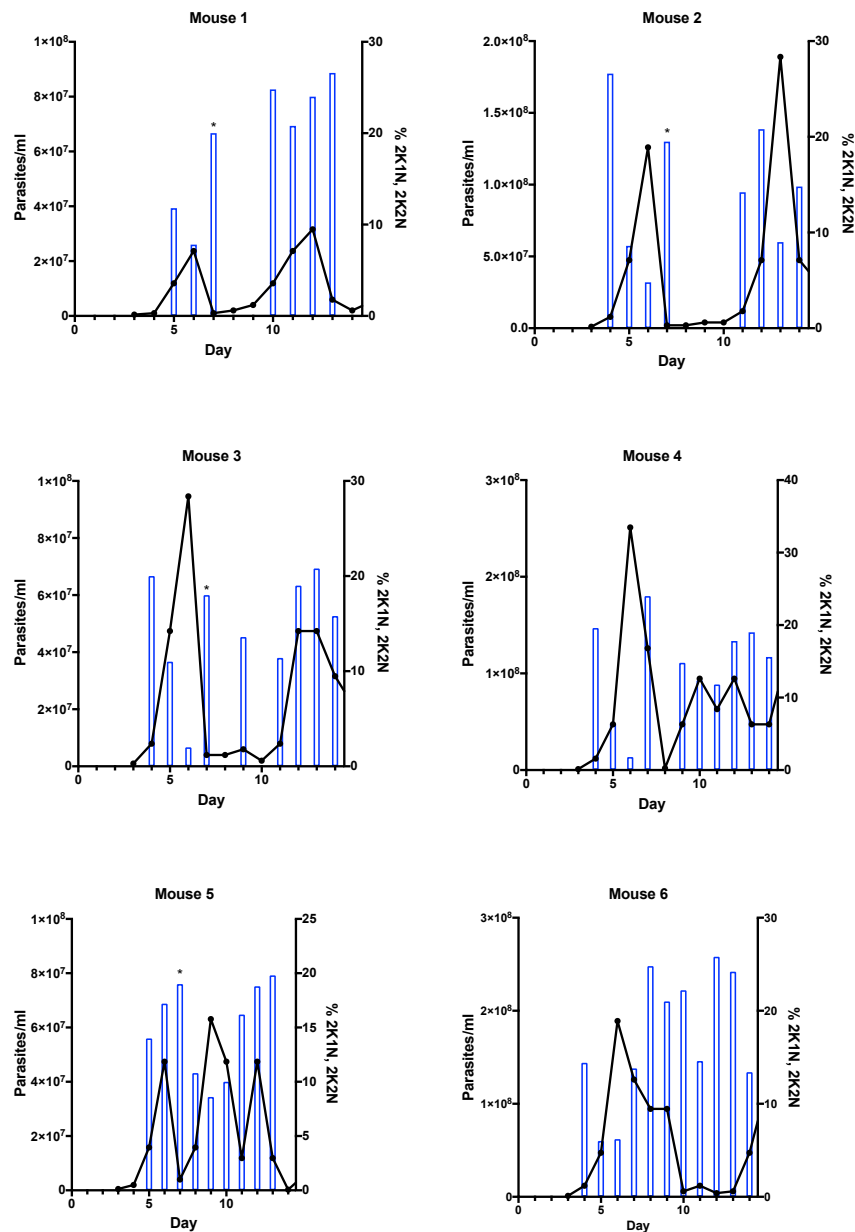 Mouse 1
1×10⁸
8×10⁷
6×10⁷
4×10⁷
2×10⁷
0
Parasites/ml
30
20
10
0
% 2K1N, 2K2N
*
0 5 10
Day
Mouse 2
2.0×10⁸
1.5×10⁸
1.0×10⁸
5.0×10⁷
0.0
Parasites/ml
30
20
10
0
% 2K1N, 2K2N
*
0 5 10
Day
Mouse 3
1×10⁸
8×10⁷
6×10⁷
4×10⁷
2×10⁷
0
Parasites/ml
30
20
10
0
% 2K1N, 2K2N
*
0 5 10
Day
Mouse 4
3×10⁸
2×10⁸
1×10⁸
0
Parasites/ml
40
30
20
10
0
% 2K1N, 2K2N
0 5 10
Day
Mouse 5
1×10⁸
8×10⁷
6×10⁷
4×10⁷
2×10⁷
0
Parasites/ml
25
20
15
10
5
0
% 2K1N, 2K2N
*
0 5 10
Day
Mouse 6
3×10⁸
2×10⁸
1×10⁸
0
Parasites/ml
30
20
10
0
% 2K1N, 2K2N
0 5 10
Day